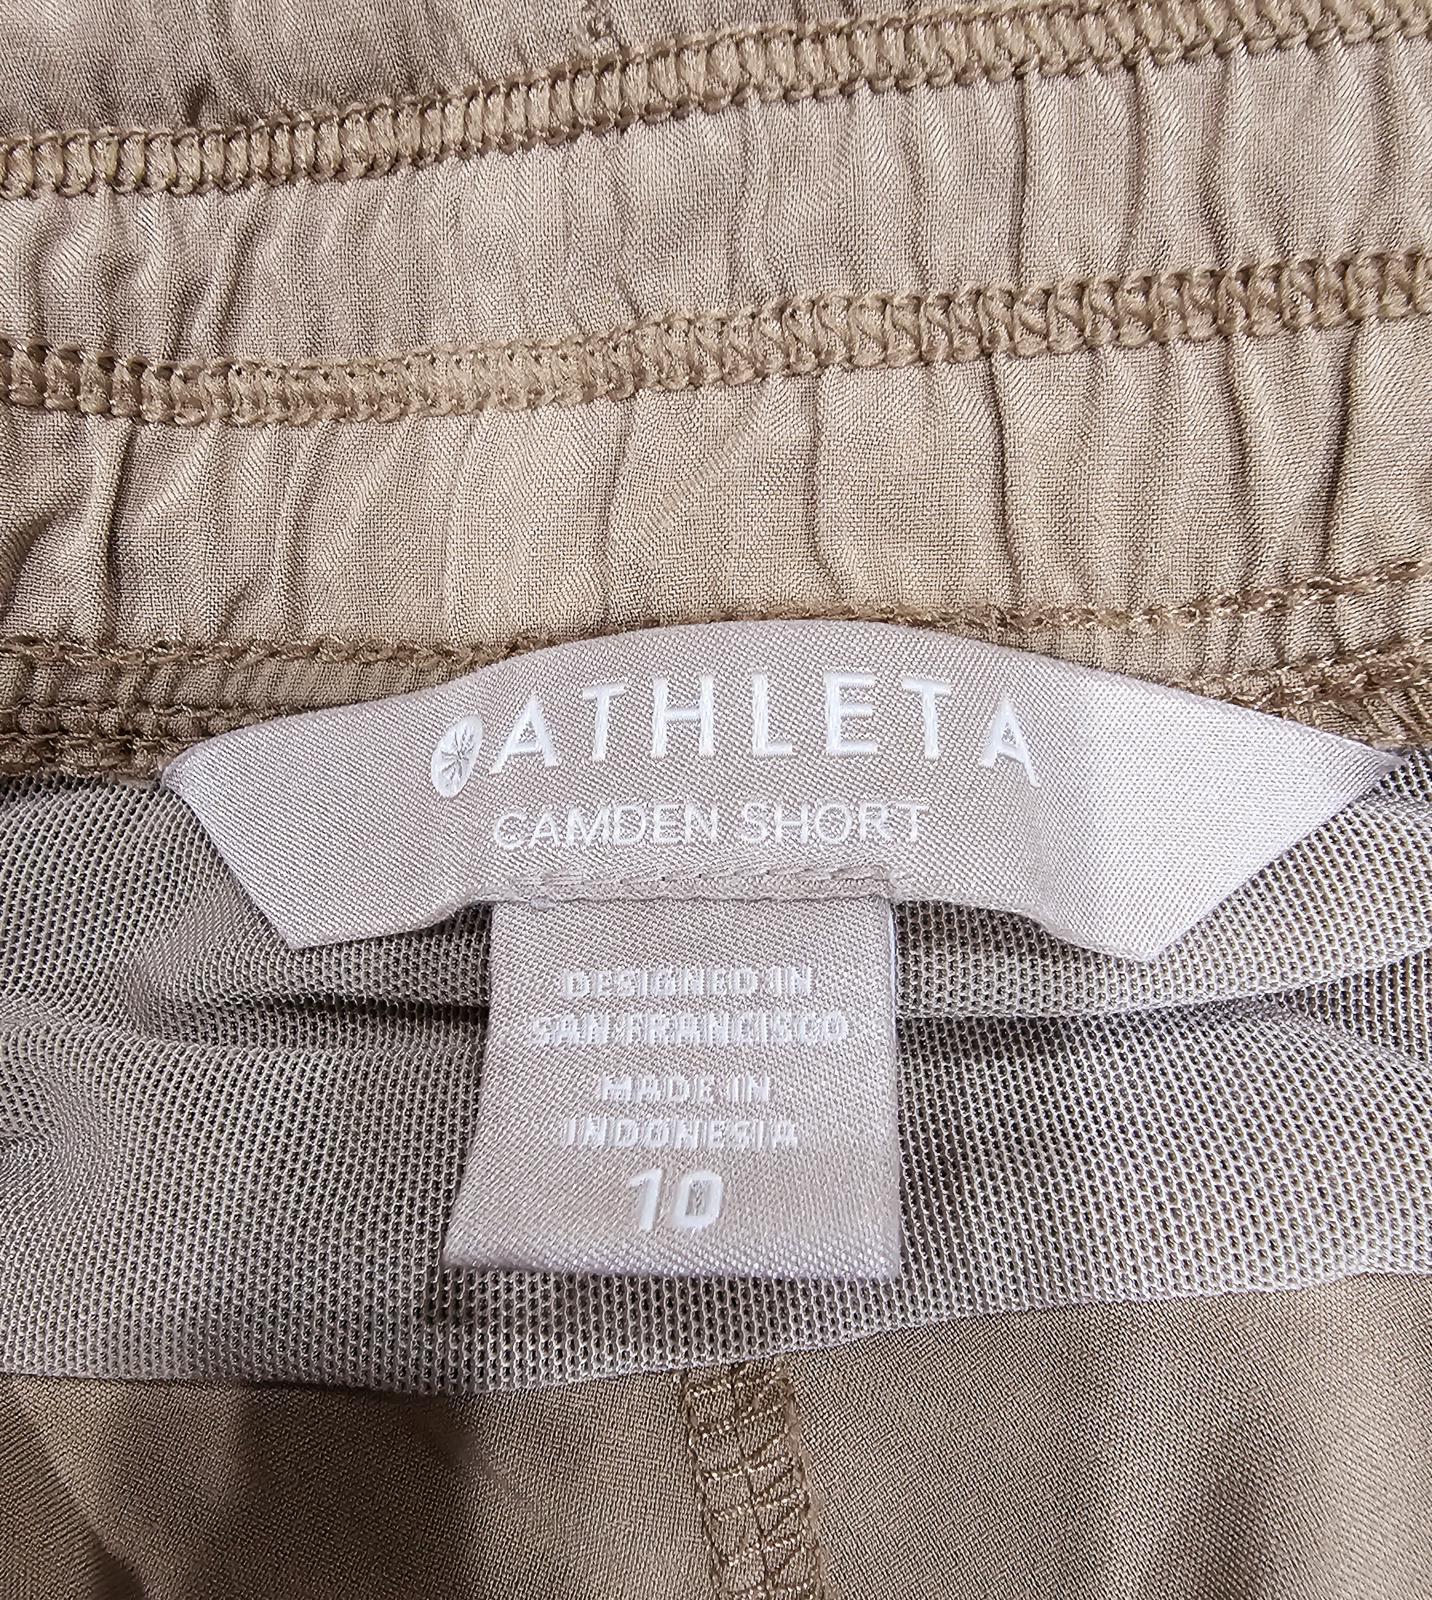 ATHLETA
CAMDEN SHORT
DESIGNED IN
SAN FRANCISCO
MADE IN
INDONESIA
10